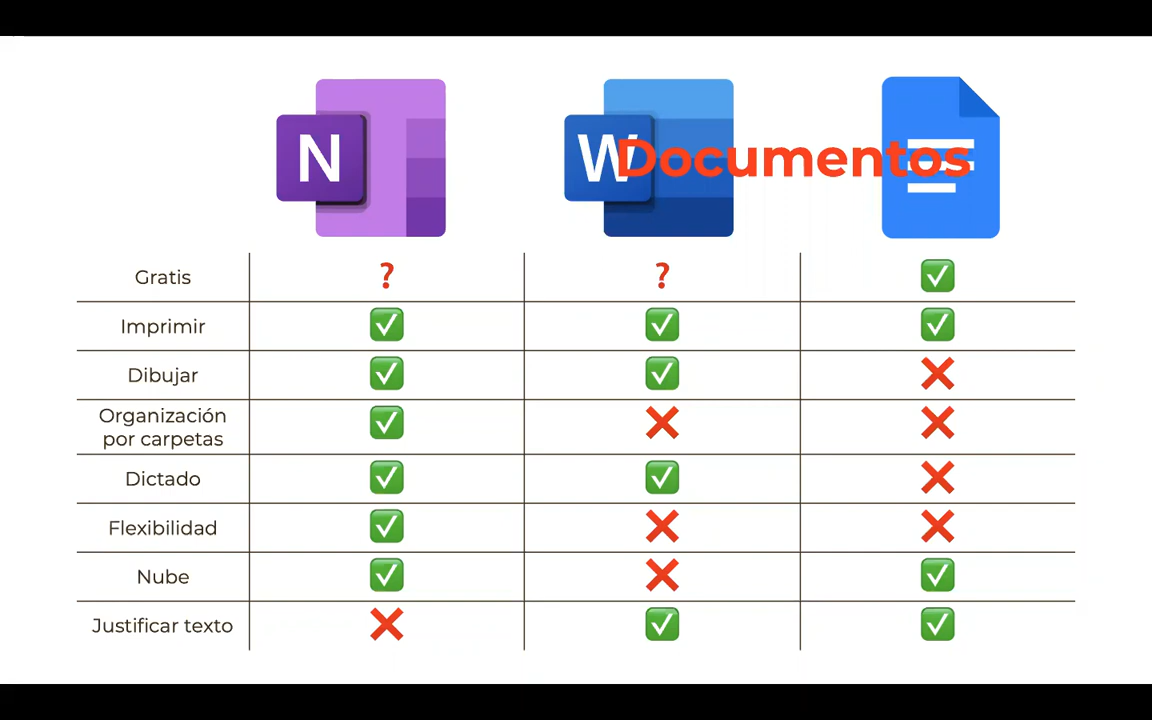 N
W
Documentos
Gratis
?
?
Imprimir
Dibujar
Organización
por carpetas
Dictado
Flexibilidad
Nube
Justificar texto